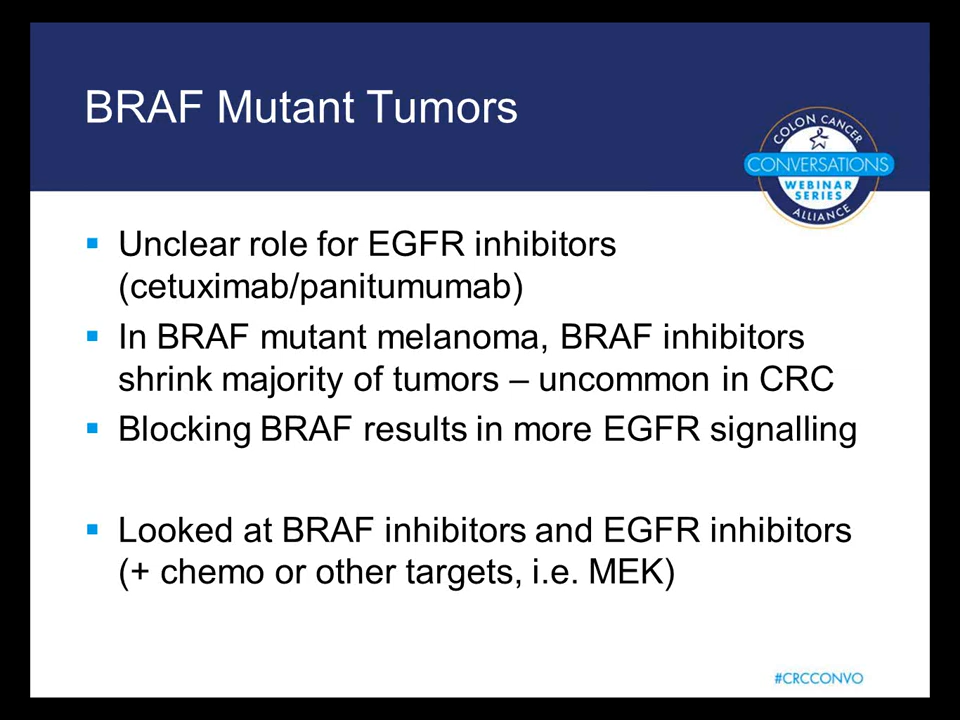 BRAF Mutant Tumors
COLON CANCER
CONVERSATIONS
WEBINAR
SERIES
ALLIANCE
Unclear role for EGFR inhibitors
(cetuximab/panitumumab)
In BRAF mutant melanoma, BRAF inhibitors
shrink majority of tumors – uncommon in CRC
Blocking BRAF results in more EGFR signalling
Looked at BRAF inhibitors and EGFR inhibitors
(+ chemo or other targets, i.e. MEK)
#CRCCONVO